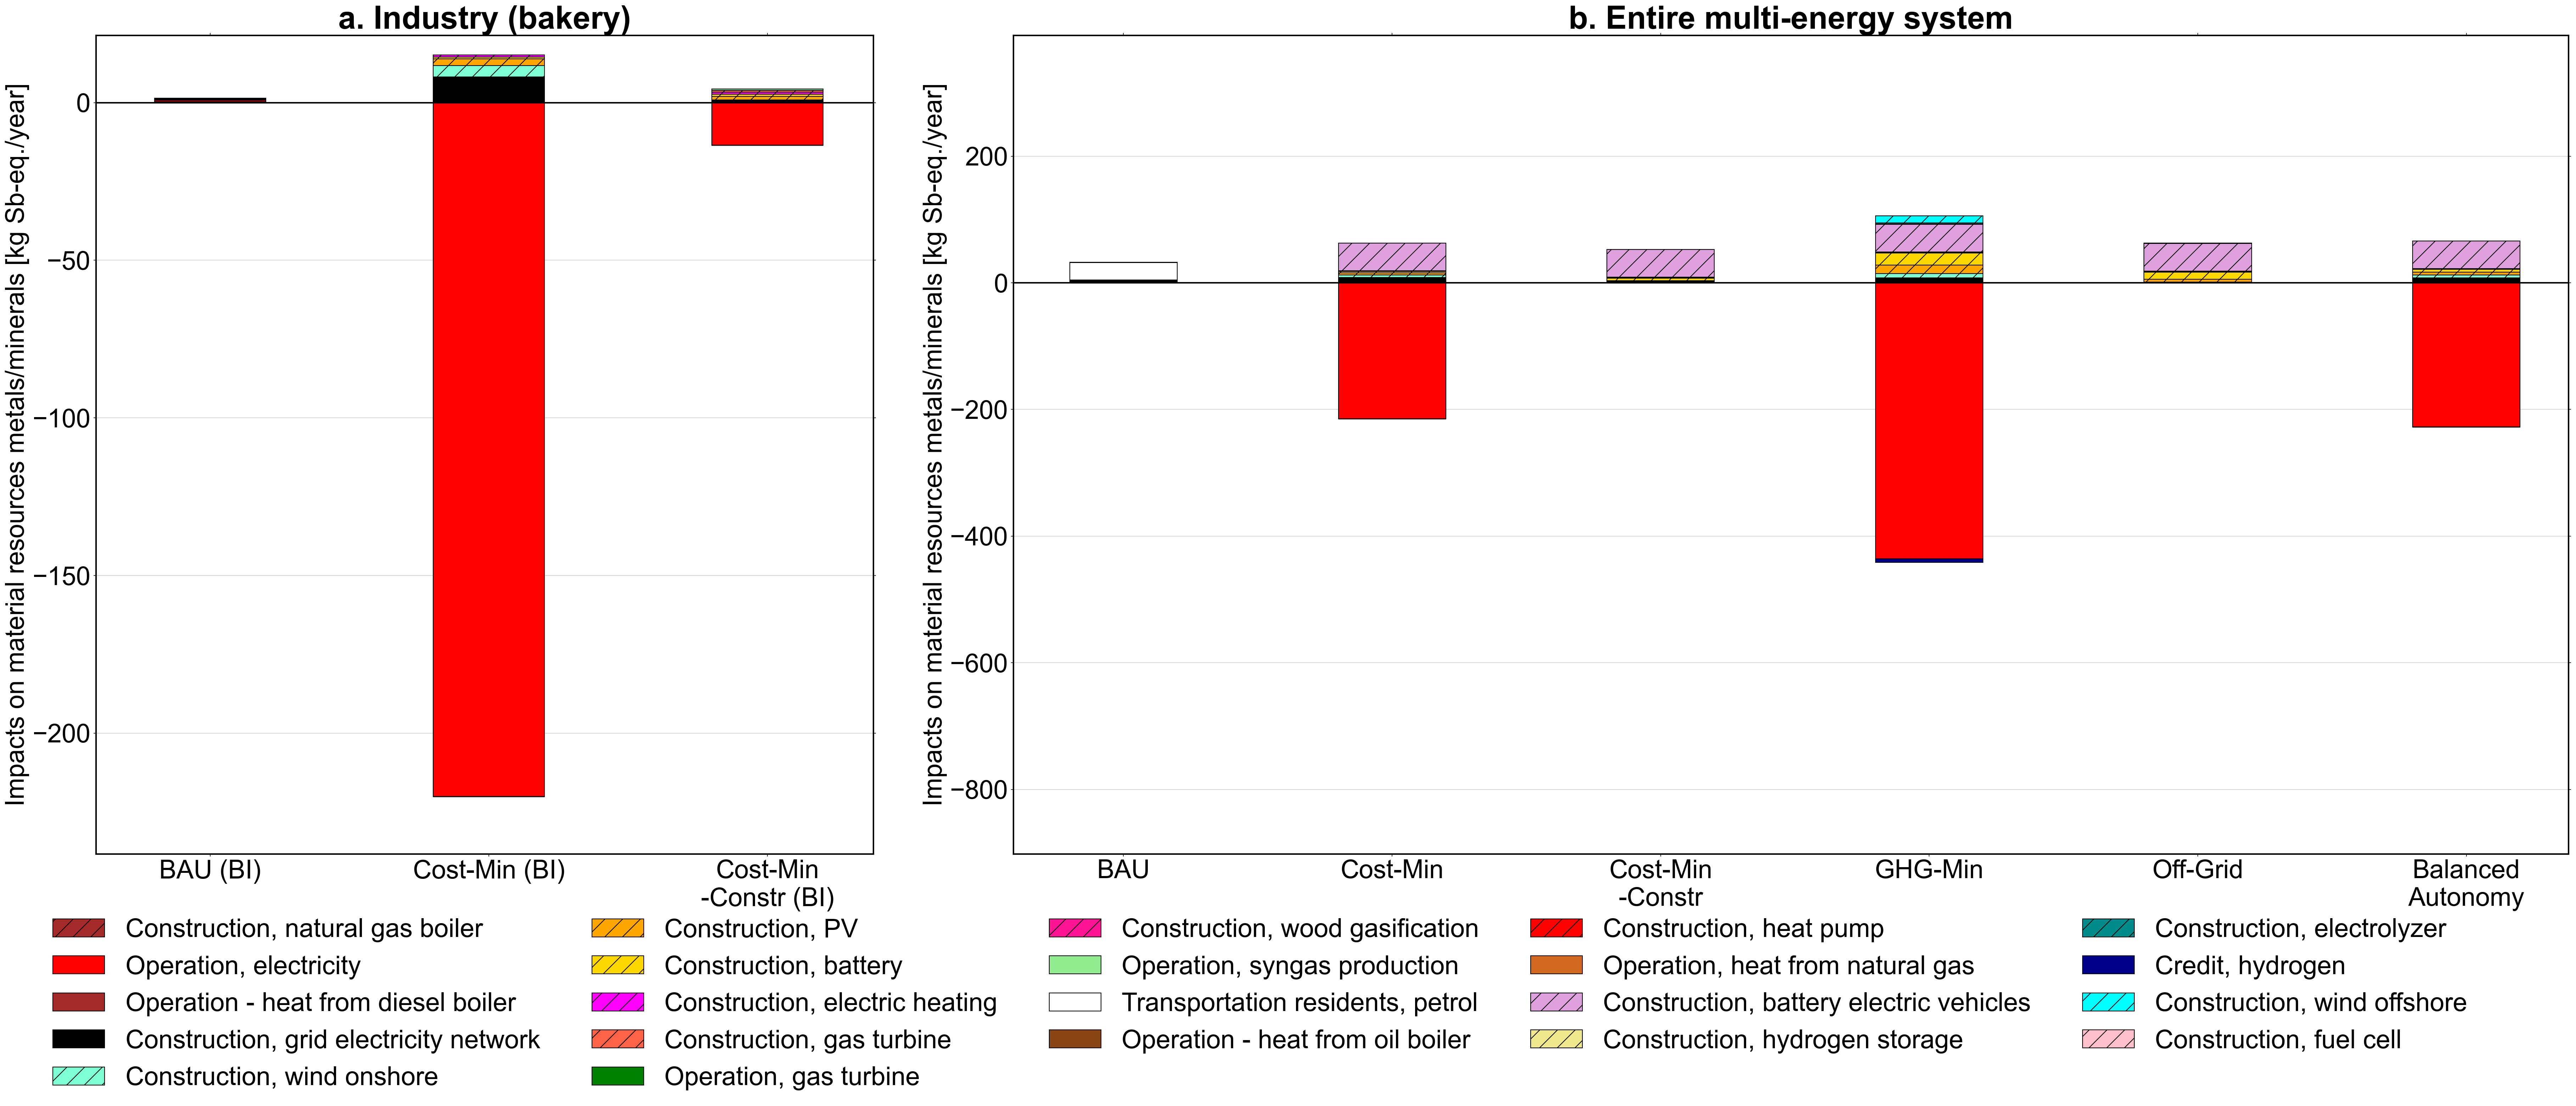 a. Industry (bakery)
Impacts on material resources metals/minerals [kg Sb-eq./year]
0
−50
−100
−150
−200
BAU (BI)
Cost-Min (BI)
Cost-Min
-Constr (BI)
b. Entire multi-energy system
Impacts on material resources metals/minerals [kg Sb-eq./year]
200
0
−200
−400
−600
−800
BAU
Cost-Min
Cost-Min
-Constr
GHG-Min
Off-Grid
Balanced
Autonomy
Construction, natural gas boiler
Operation, electricity
Operation - heat from diesel boiler
Construction, grid electricity network
Construction, wind onshore
Construction, PV
Construction, battery
Construction, electric heating
Construction, gas turbine
Operation, gas turbine
Construction, wood gasification
Operation, syngas production
Transportation residents, petrol
Operation - heat from oil boiler
Construction, heat pump
Operation, heat from natural gas
Construction, battery electric vehicles
Construction, hydrogen storage
Construction, electrolyzer
Credit, hydrogen
Construction, wind offshore
Construction, fuel cell